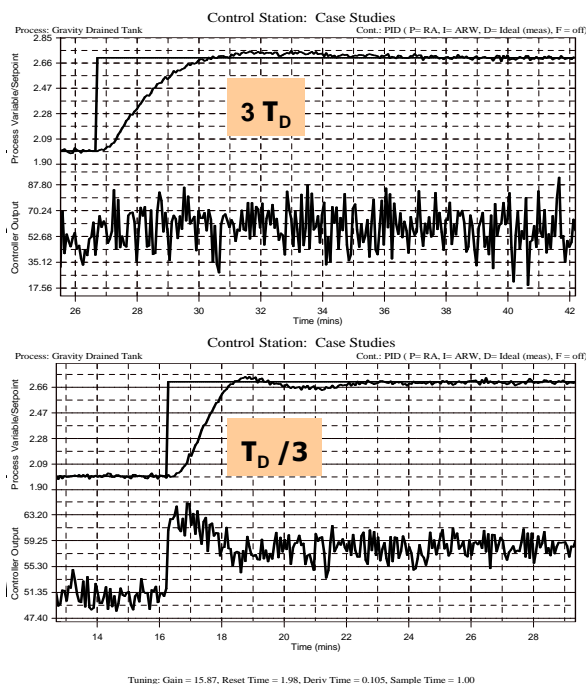 Control Station: Case Studies
Process: Gravity Drained Tank Cont.: PID ( P= RA, I= ARW, D= Ideal (meas), F = off)
Process Variable/Setpoint
2.85
2.66
2.47
2.28
2.09
1.90
3 T_D
Controller Output
87.80
70.24
52.68
35.12
17.56
26 28 30 32 34 36 38 40 42
Time (mins)
Control Station: Case Studies
Process: Gravity Drained Tank Cont.: PID ( P= RA, I= ARW, D= Ideal (meas), F = off)
Process Variable/Setpoint
2.66
2.47
2.28
2.09
1.90
T_D /3
Controller Output
63.20
59.25
55.30
51.35
47.40
14 16 18 20 22 24 26 28
Time (mins)
Tuning: Gain = 15.87, Reset Time = 1.98, Deriv Time = 0.105, Sample Time = 1.00